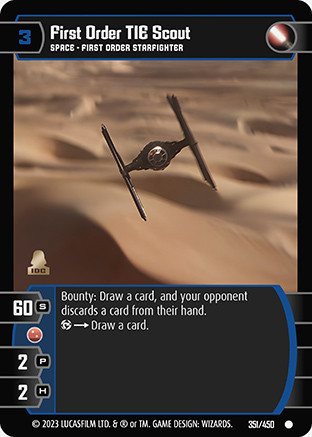 3
First Order TIE Scout
SPACE - FIRST ORDER STARFIGHTER
IDC
60 S
Bounty: Draw a card, and your opponent
discards a card from their hand.
→ Draw a card.
2 P
2 H
© 2023 LUCASFILM LTD. & ® or TM. GAME DESIGN: WIZARDS.
351/450